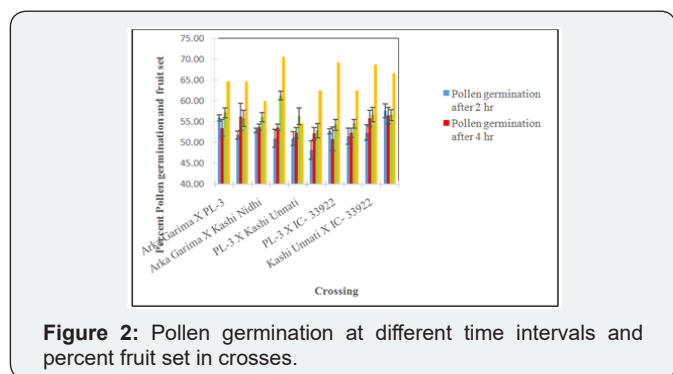 75.00
70.00
65.00
60.00
55.00
50.00
45.00
40.00
Percent Pollen germination and fruit set
Pollen germination
after 2 hr
Pollen germination
after 4 hr
Arka Garima X PL-3
Arka Garima X Kashi Nidhi
PL-3 X Kashi Unnati
PL-3 X IC- 33922
Kashi Unnati X IC- 33922
Crossing
Figure 2: Pollen germination at different time intervals and
percent fruit set in crosses.